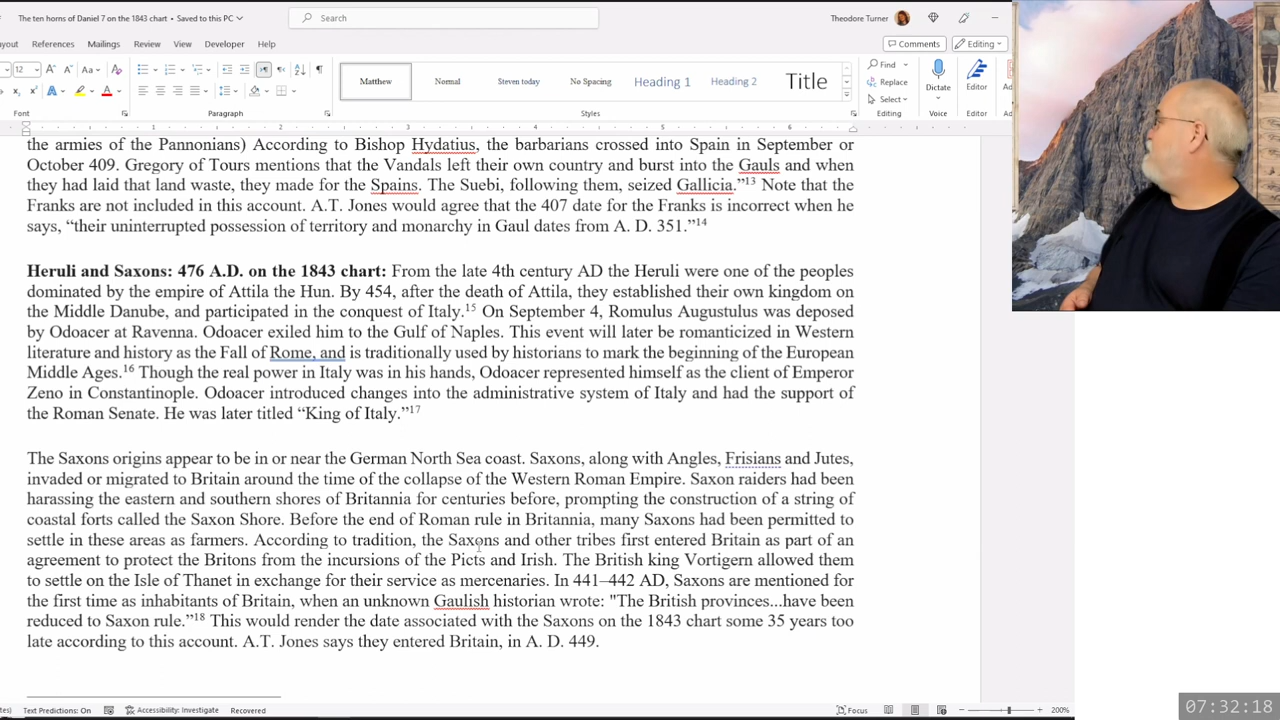 The ten horns of Daniel 7 on the 1843 chart • Saved to this PC
Search
Theodore Turner
ayout References Mailings Review View Developer Help
Comments
Editing
12
Aa
Matthew
Normal
Steven today
No Spacing
Heading 1
Heading 2
Title
Find
Replace
Select
Dictate
Editor
Font
Paragraph
Styles
Editing
Voice
Editor
1 2 3 4 5 6
the armies of the Pannonians) According to Bishop Hydatius, the barbarians crossed into Spain in September or
October 409. Gregory of Tours mentions that the Vandals left their own country and burst into the Gauls and when
they had laid that land waste, they made for the Spains. The Suebi, following them, seized Gallicia.”13 Note that the
Franks are not included in this account. A.T. Jones would agree that the 407 date for the Franks is incorrect when he
says, “their uninterrupted possession of territory and monarchy in Gaul dates from A. D. 351.”14
Heruli and Saxons: 476 A.D. on the 1843 chart: From the late 4th century AD the Heruli were one of the peoples
dominated by the empire of Attila the Hun. By 454, after the death of Attila, they established their own kingdom on
the Middle Danube, and participated in the conquest of Italy.15 On September 4, Romulus Augustulus was deposed
by Odoacer at Ravenna. Odoacer exiled him to the Gulf of Naples. This event will later be romanticized in Western
literature and history as the Fall of Rome, and is traditionally used by historians to mark the beginning of the European
Middle Ages.16 Though the real power in Italy was in his hands, Odoacer represented himself as the client of Emperor
Zeno in Constantinople. Odoacer introduced changes into the administrative system of Italy and had the support of
the Roman Senate. He was later titled “King of Italy.”17
The Saxons origins appear to be in or near the German North Sea coast. Saxons, along with Angles, Frisians and Jutes,
invaded or migrated to Britain around the time of the collapse of the Western Roman Empire. Saxon raiders had been
harassing the eastern and southern shores of Britannia for centuries before, prompting the construction of a string of
coastal forts called the Saxon Shore. Before the end of Roman rule in Britannia, many Saxons had been permitted to
settle in these areas as farmers. According to tradition, the Saxons and other tribes first entered Britain as part of an
agreement to protect the Britons from the incursions of the Picts and Irish. The British king Vortigern allowed them
to settle on the Isle of Thanet in exchange for their service as mercenaries. In 441–442 AD, Saxons are mentioned for
the first time as inhabitants of Britain, when an unknown Gaulish historian wrote: "The British provinces...have been
reduced to Saxon rule.”18 This would render the date associated with the Saxons on the 1843 chart some 35 years too
late according to this account. A.T. Jones says they entered Britain, in A. D. 449.
tes) Text Predictions: On Accessibility: Investigate Recovered
Focus
200%
07:32:18